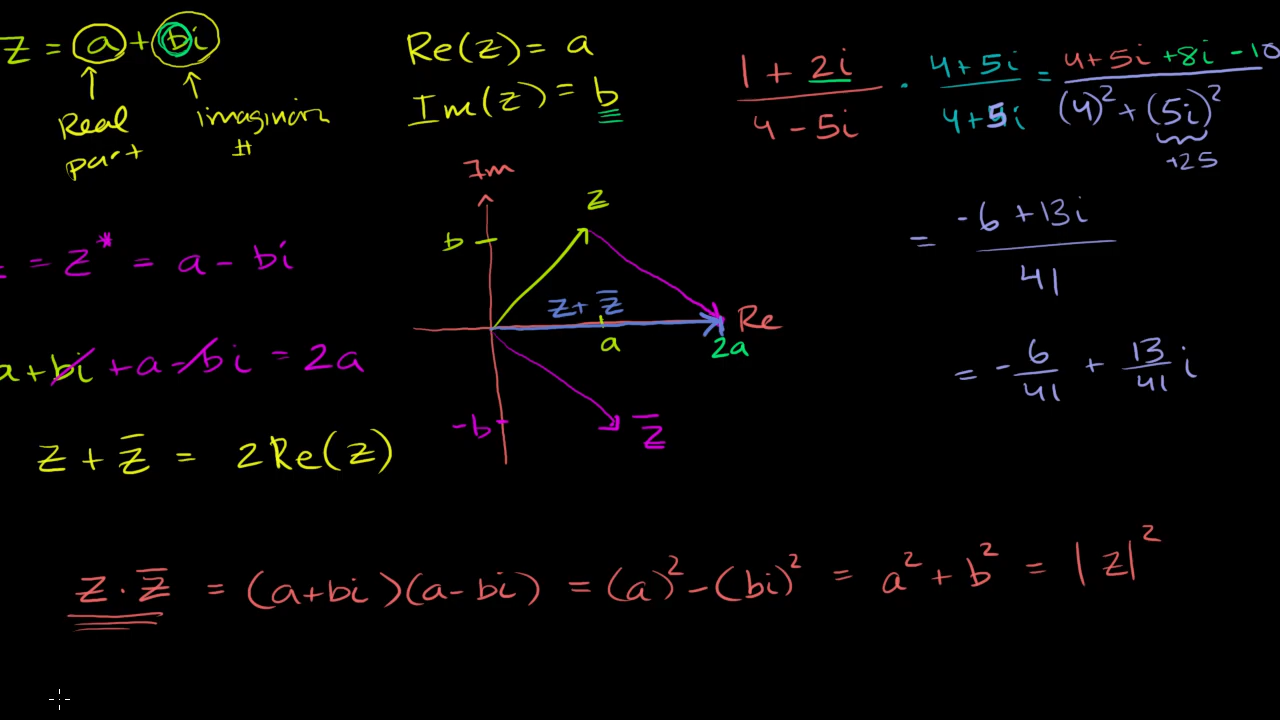 z = a + bi
Real part
imaginary #
Re(z) = a
Im(z) = b
(1 + 2i)/(4 - 5i) · (4 + 5i)/(4 + 5i) = (4 + 5i + 8i - 10)/((4)² + (5i)²)
+25
= (-6 + 13i)/41
= -6/41 + 13/41 i
= z* = a - bi
a + bi + a - bi = 2a
z + z̅ = 2Re(z)
Im
b
z
z + z̅
Re
a
2a
-b
z̅
z · z̅ = (a+bi)(a-bi) = (a)² - (bi)² = a² + b² = |z|²